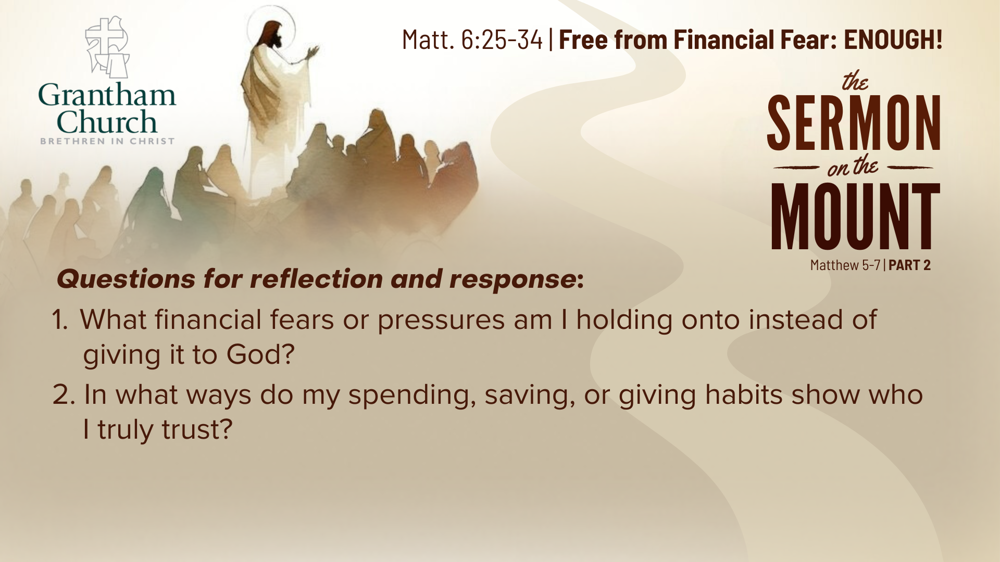 Grantham
Church
BRETHREN IN CHRIST
Matt. 6:25-34 | Free from Financial Fear: ENOUGH!
the
SERMON
on the
MOUNT
Matthew 5-7 | PART 2
Questions for reflection and response:
1. What financial fears or pressures am I holding onto instead of
giving it to God?
2. In what ways do my spending, saving, or giving habits show who
I truly trust?